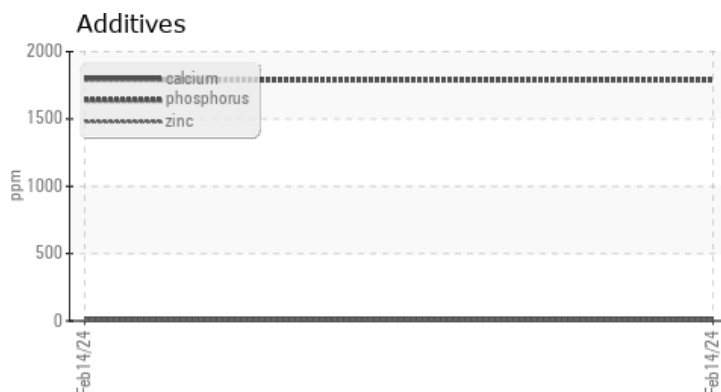 Additives
2000
calcium
phosphorus
1500
zinc
ppm
1000
500
0
Feb14/24
Feb14/24